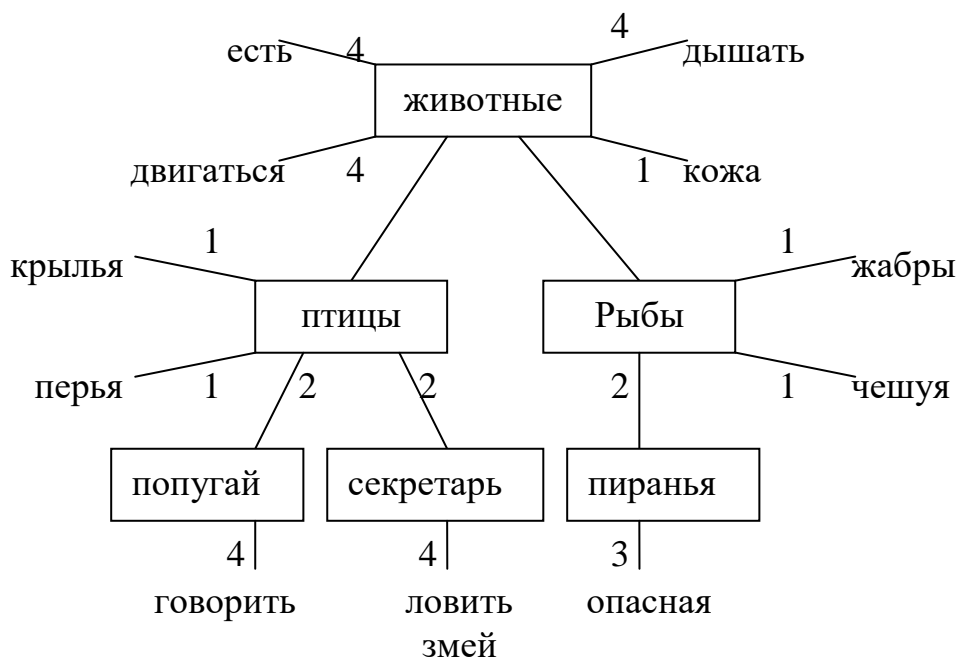 4
есть 4 дышать
животные
двигаться 4 1 кожа
1 1
крылья жабры
птицы Рыбы
перья 1 2 2 2 1 чешуя
попугай секретарь пиранья
4 4 3
говорить ловить опасная
змей